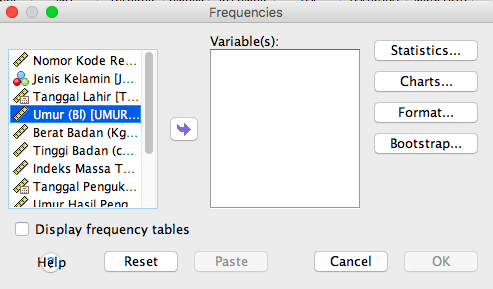 Frequencies
Variable(s):
Nomor Kode Re...
Jenis Kelamin [J...
Tanggal Lahir [T...
Umur (Bl) [UMUR...
Berat Badan (Kg...
Tinggi Badan (c...
Indeks Massa T...
Tanggal Penguk...
Umur Hasil Peng...
Statistics...
Charts...
Format...
Bootstrap...
Display frequency tables
Help
Reset
Paste
Cancel
OK